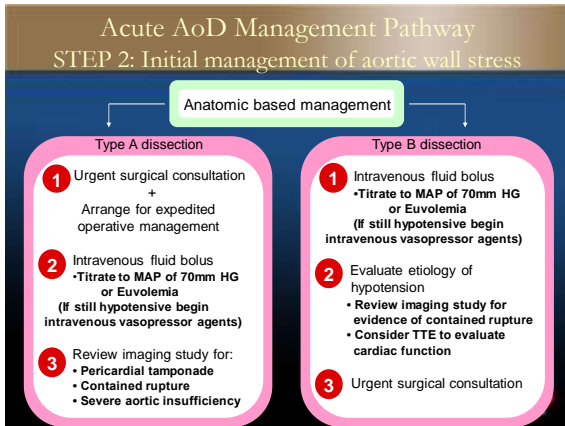 Acute AoD Management Pathway
STEP 2: Initial management of aortic wall stress
Anatomic based management
Type A dissection
1 Urgent surgical consultation
+
Arrange for expedited
operative management
2 Intravenous fluid bolus
•Titrate to MAP of 70mm HG
or Euvolemia
(If still hypotensive begin
intravenous vasopressor agents)
3 Review imaging study for:
• Pericardial tamponade
• Contained rupture
• Severe aortic insufficiency
Type B dissection
1 Intravenous fluid bolus
•Titrate to MAP of 70mm HG
or Euvolemia
(If still hypotensive begin
intravenous vasopressor agents)
2 Evaluate etiology of
hypotension
• Review imaging study for
evidence of contained rupture
• Consider TTE to evaluate
cardiac function
3 Urgent surgical consultation